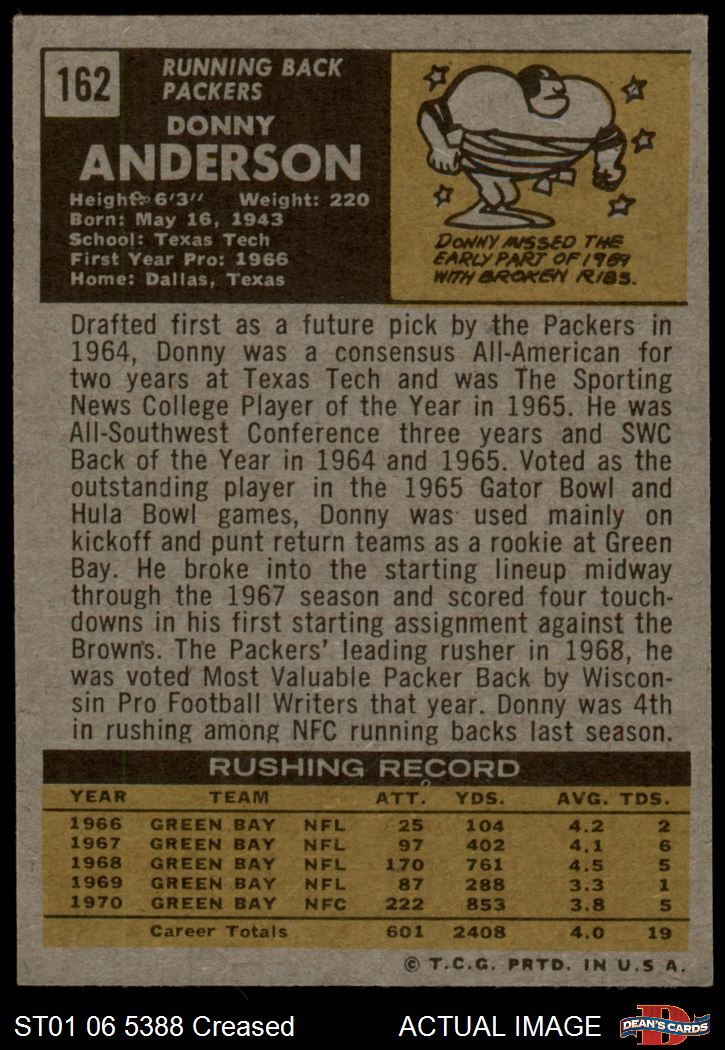 162
RUNNING BACK
PACKERS
DONNY
ANDERSON
Height: 6'3" Weight: 220
Born: May 16, 1943
School: Texas Tech
First Year Pro: 1966
Home: Dallas, Texas
DONNY MISSED THE
EARLY PART OF 1969
WITH BROKEN RIBS.
Drafted first as a future pick by the Packers in
1964, Donny was a consensus All-American for
two years at Texas Tech and was The Sporting
News College Player of the Year in 1965. He was
All-Southwest Conference three years and SWC
Back of the Year in 1964 and 1965. Voted as the
outstanding player in the 1965 Gator Bowl and
Hula Bowl games, Donny was used mainly on
kickoff and punt return teams as a rookie at Green
Bay. He broke into the starting lineup midway
through the 1967 season and scored four touch-
downs in his first starting assignment against the
Browns. The Packers' leading rusher in 1968, he
was voted Most Valuable Packer Back by Wiscon-
sin Pro Football Writers that year. Donny was 4th
in rushing among NFC running backs last season.
RUSHING RECORD
YEAR TEAM ATT. YDS. AVG. TDS.
1966 GREEN BAY NFL 25 104 4.2 2
1967 GREEN BAY NFL 97 402 4.1 6
1968 GREEN BAY NFL 170 761 4.5 5
1969 GREEN BAY NFL 87 288 3.3 1
1970 GREEN BAY NFC 222 853 3.8 5
Career Totals 601 2408 4.0 19
© T.C.G. PRTD. IN U.S.A.
ST01 06 5388 Creased ACTUAL IMAGE
D
DEAN'S CARDS